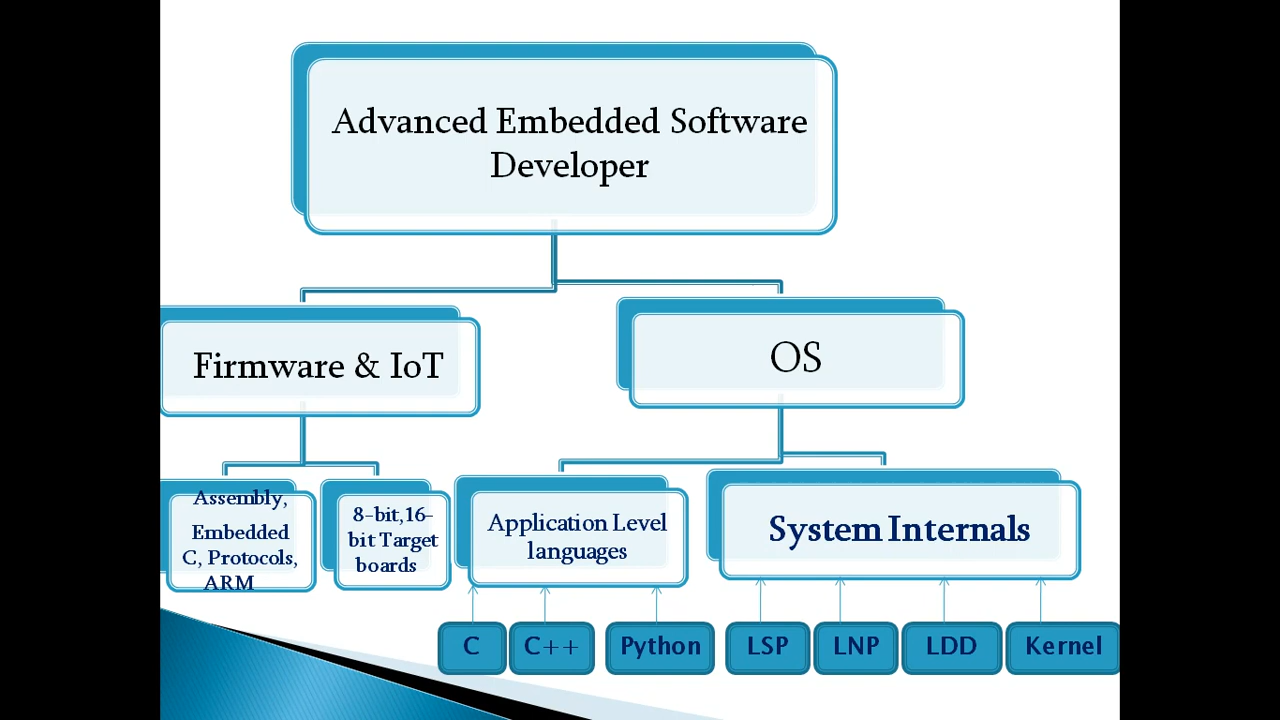 Advanced Embedded Software
Developer
Firmware & IoT
OS
Assembly,
Embedded
C, Protocols,
ARM
8-bit,16-
bit Target
boards
Application Level
languages
System Internals
C
C++
Python
LSP
LNP
LDD
Kernel